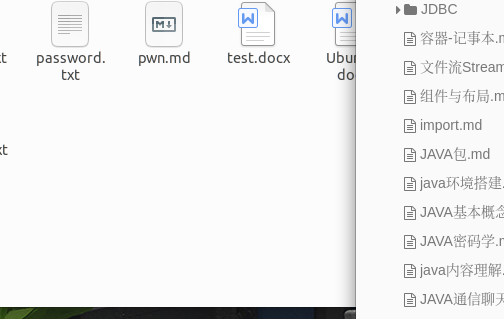 password.
txt
pwn.md
test.docx
JDBC
容器-记事本.
文件流Stream
组件与布局.m
import.md
JAVA包.md
java环境搭建.
JAVA基本概念
JAVA密码学.
java内容理解.
JAVA通信聊天